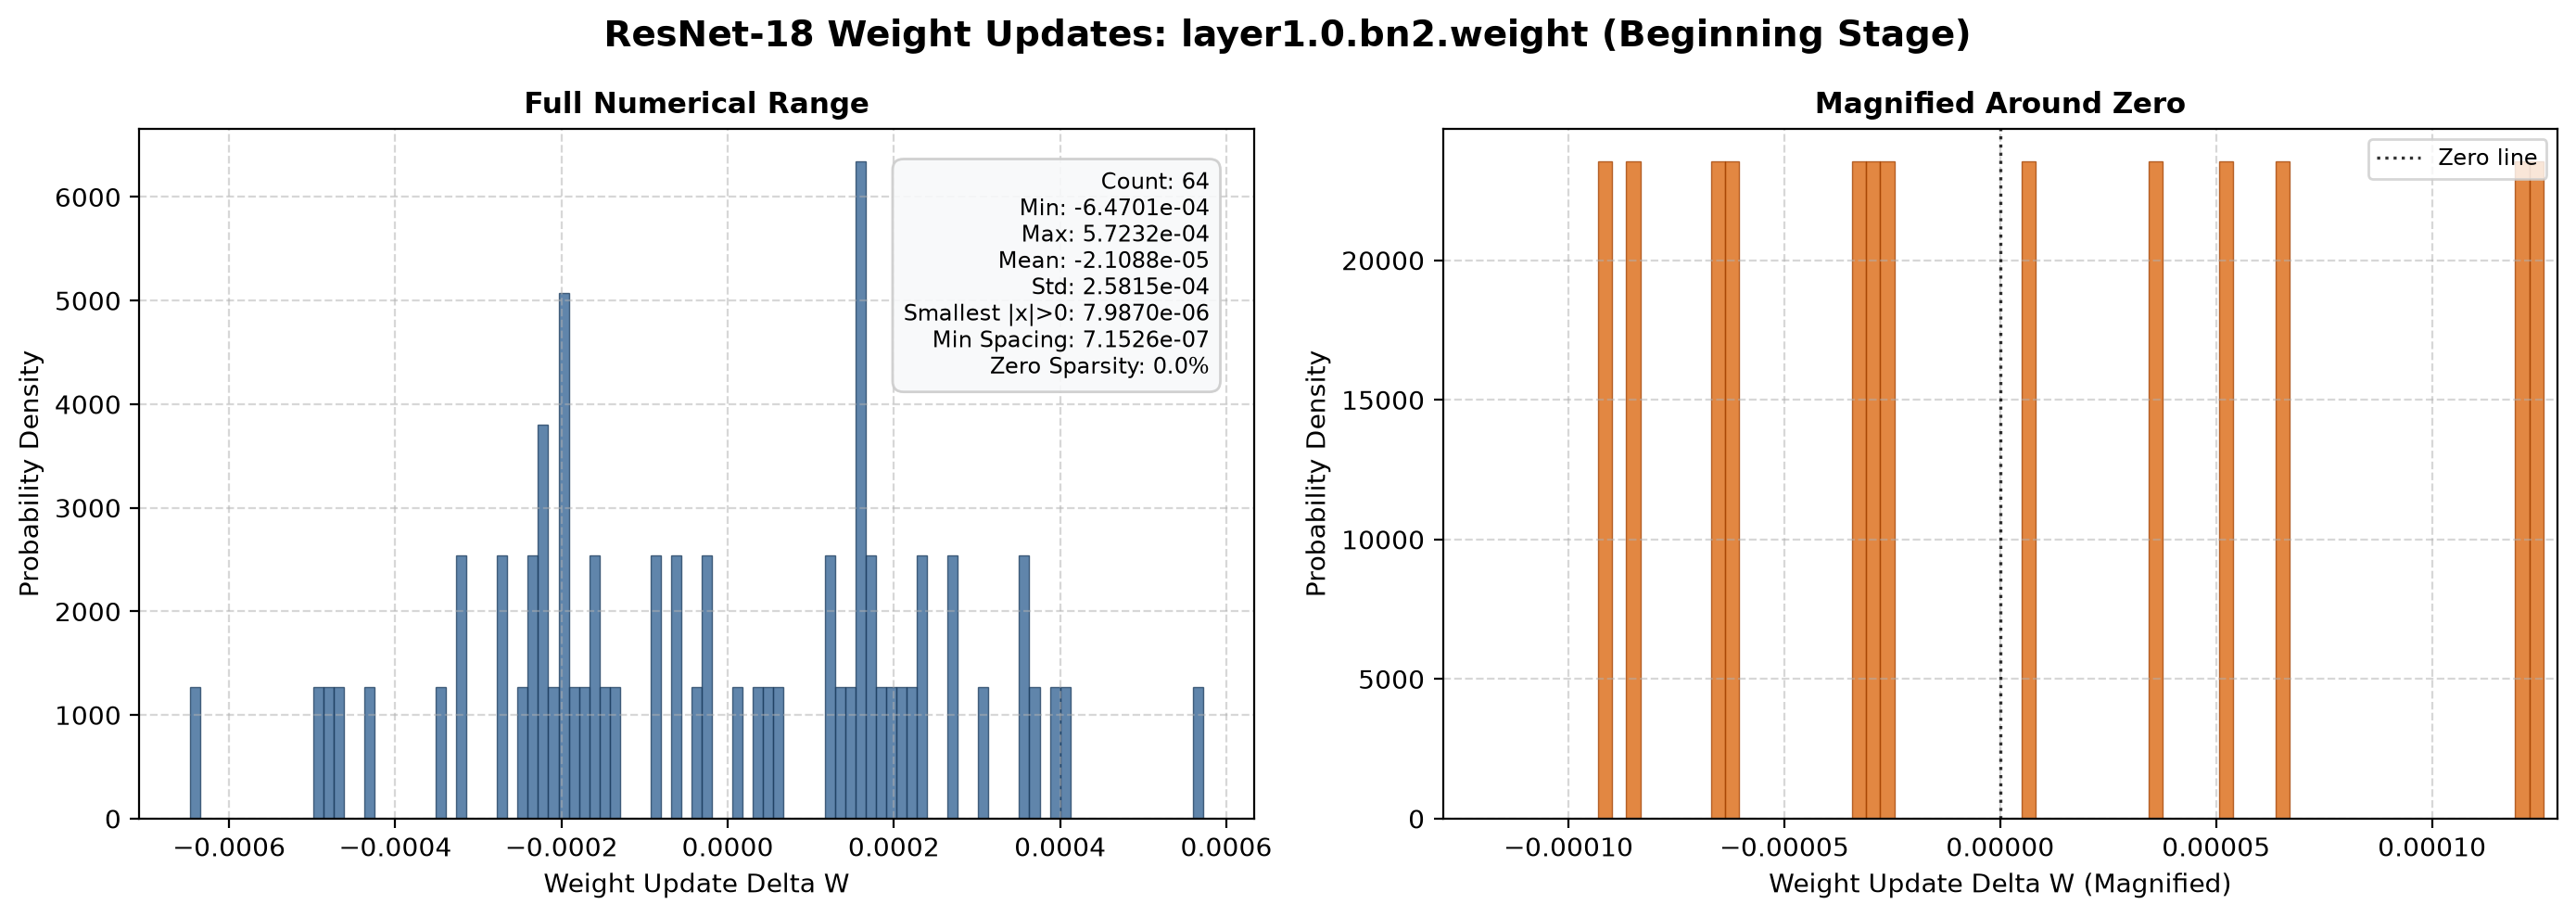 ResNet-18 Weight Updates: layer1.0.bn2.weight (Beginning Stage)
Full Numerical Range
Probability Density
6000
5000
4000
3000
2000
1000
0
−0.0006
−0.0004
−0.0002
0.0000
0.0002
0.0004
0.0006
Weight Update Delta W
Count: 64
Min: -6.4701e-04
Max: 5.7232e-04
Mean: -2.1088e-05
Std: 2.5815e-04
Smallest |x|>0: 7.9870e-06
Min Spacing: 7.1526e-07
Zero Sparsity: 0.0%
Magnified Around Zero
Probability Density
20000
15000
10000
5000
0
−0.00010
−0.00005
0.00000
0.00005
0.00010
Weight Update Delta W (Magnified)
Zero line